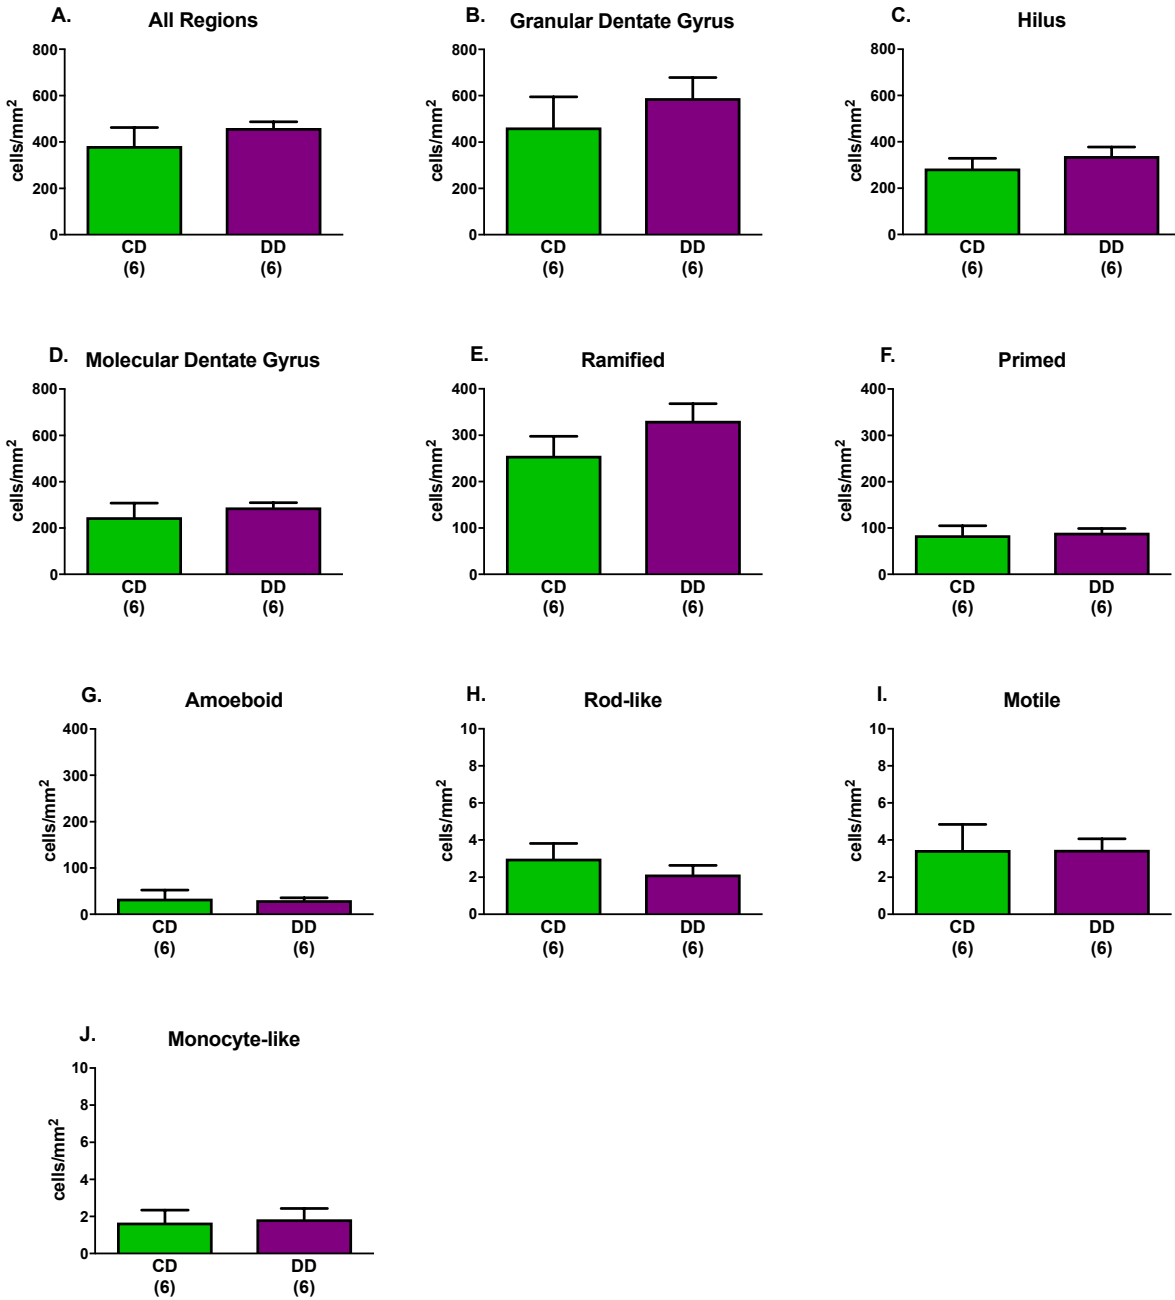 A. All Regions
800
600
400
200
0
cells/mm²
CD DD
(6) (6)
B. Granular Dentate Gyrus
800
600
400
200
0
cells/mm²
CD DD
(6) (6)
C. Hilus
800
600
400
200
0
cells/mm²
CD DD
(6) (6)
D. Molecular Dentate Gyrus
800
600
400
200
0
cells/mm²
CD DD
(6) (6)
E. Ramified
400
300
200
100
0
cells/mm²
CD DD
(6) (6)
F. Primed
400
300
200
100
0
cells/mm²
CD DD
(6) (6)
G. Amoeboid
400
300
200
100
0
cells/mm²
CD DD
(6) (6)
H. Rod-like
10
8
6
4
2
0
cells/mm²
CD DD
(6) (6)
I. Motile
10
8
6
4
2
0
cells/mm²
CD DD
(6) (6)
J. Monocyte-like
10
8
6
4
2
0
cells/mm²
CD DD
(6) (6)